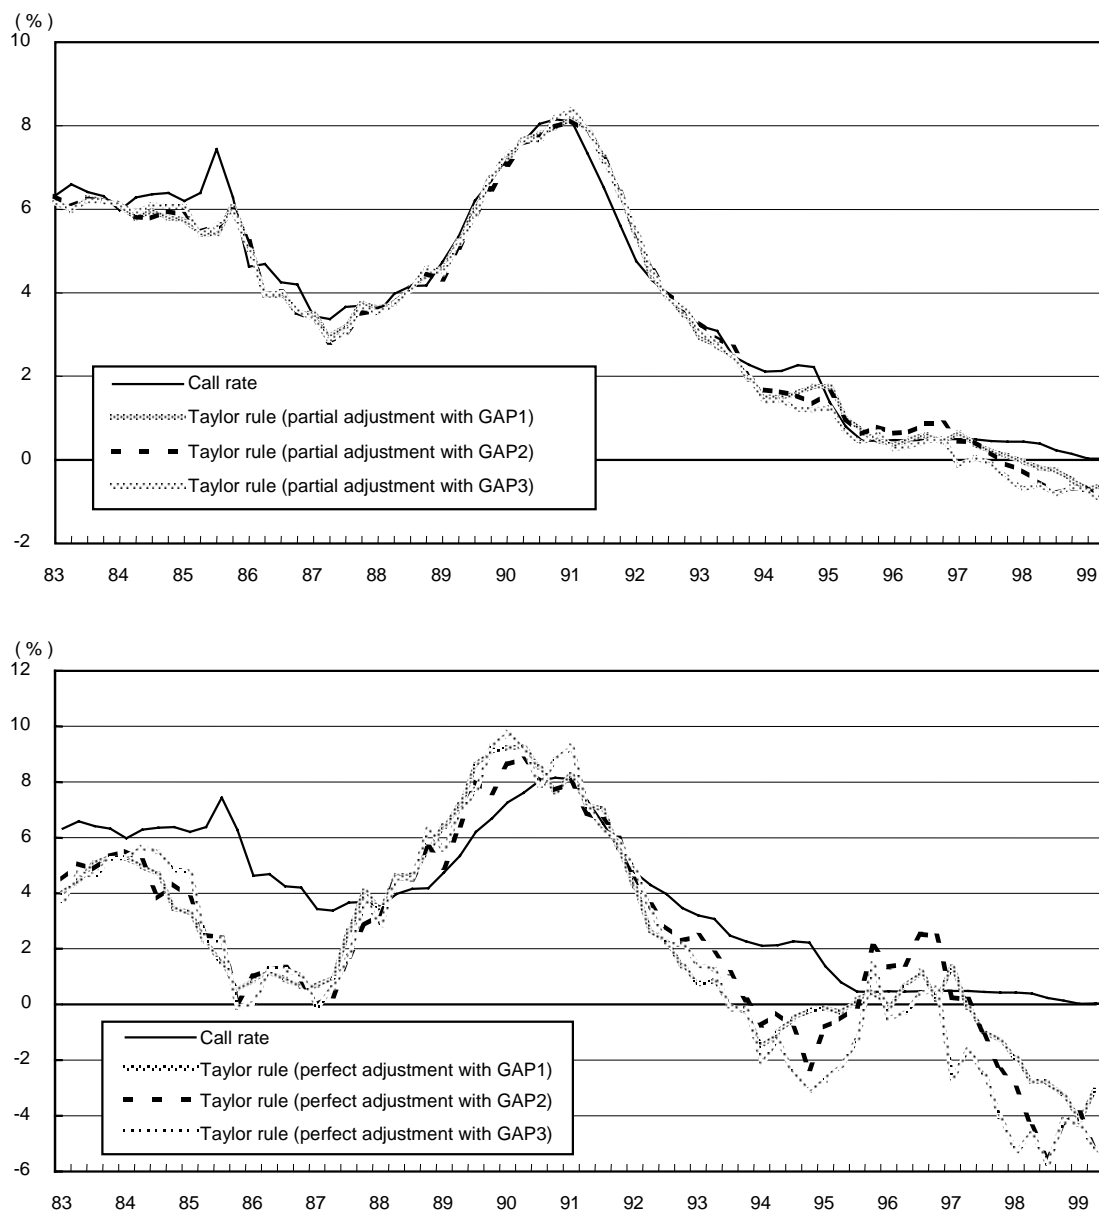 (%)
10
8
6
4
2
0
-2
Call rate
Taylor rule (partial adjustment with GAP1)
Taylor rule (partial adjustment with GAP2)
Taylor rule (partial adjustment with GAP3)
83 84 85 86 87 88 89 90 91 92 93 94 95 96 97 98 99
(%)
12
10
8
6
4
2
0
-2
-4
-6
Call rate
Taylor rule (perfect adjustment with GAP1)
Taylor rule (perfect adjustment with GAP2)
Taylor rule (perfect adjustment with GAP3)
83 84 85 86 87 88 89 90 91 92 93 94 95 96 97 98 99